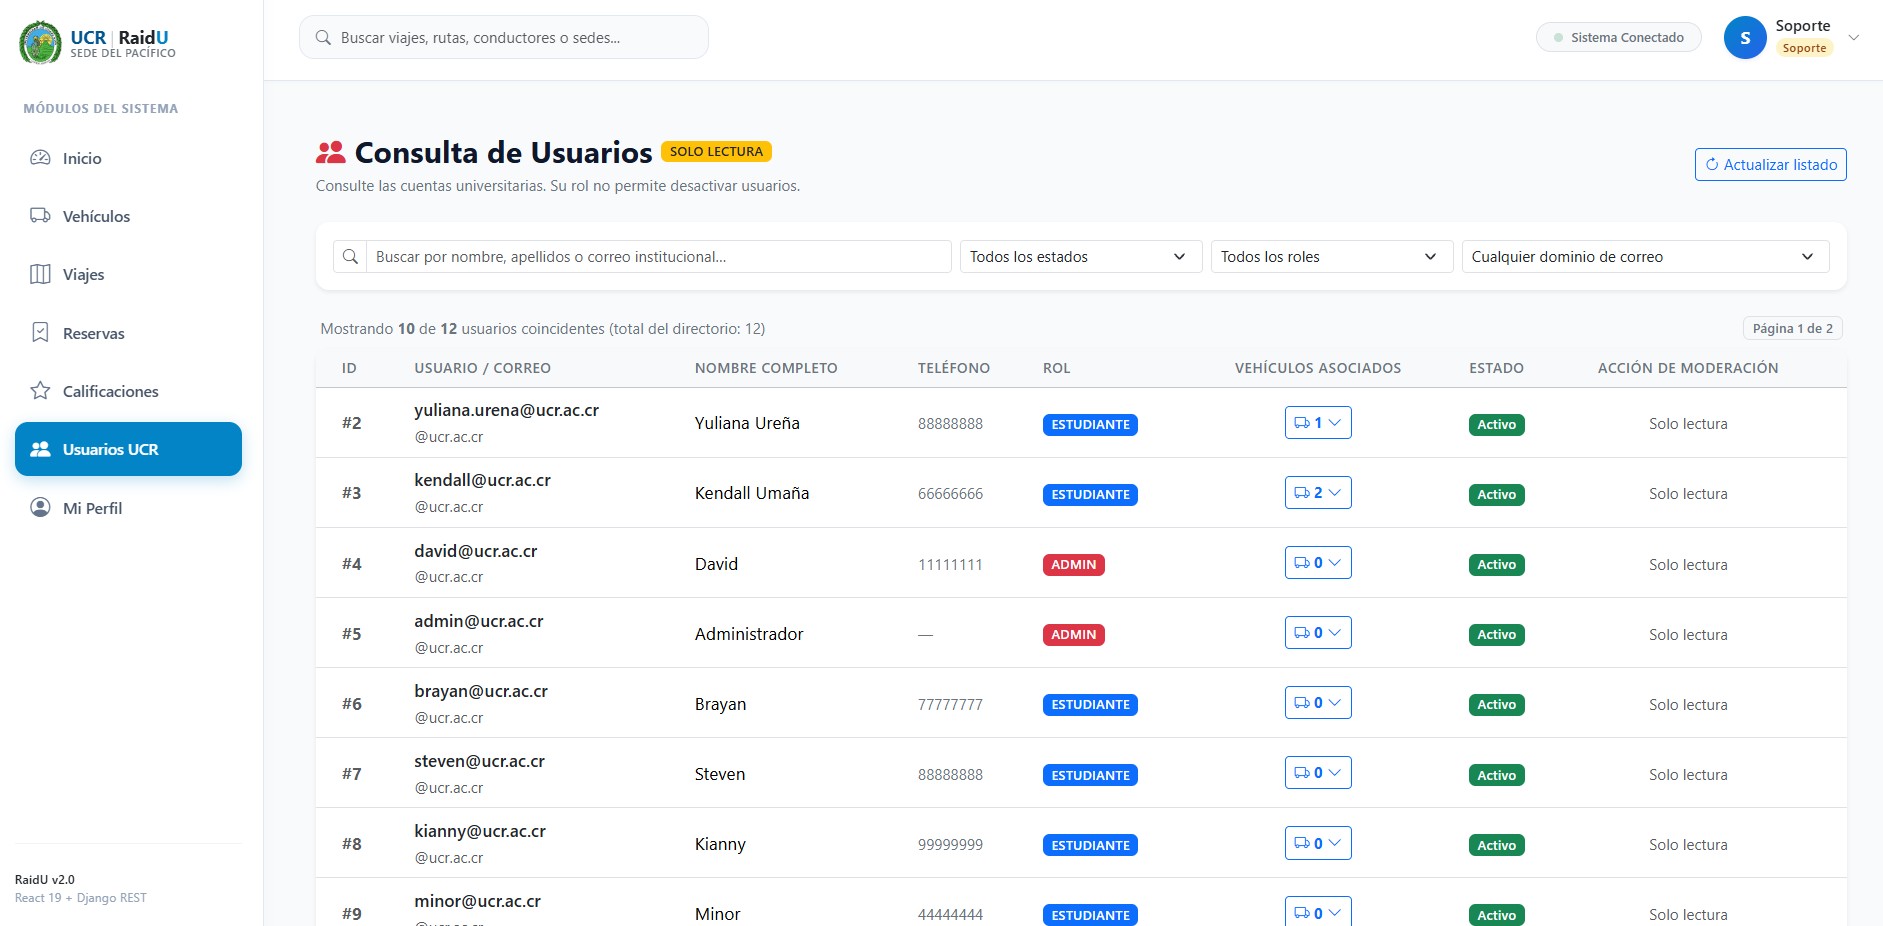 UCR | RaidU
SEDE DEL PACÍFICO
Buscar viajes, rutas, conductores o sedes...
Sistema Conectado
S
Soporte
Soporte
MÓDULOS DEL SISTEMA
Inicio
Vehículos
Viajes
Reservas
Calificaciones
Usuarios UCR
Mi Perfil
RaidU v2.0
React 19 + Django REST
Consulta de Usuarios SOLO LECTURA
Consulte las cuentas universitarias. Su rol no permite desactivar usuarios.
Actualizar listado
Buscar por nombre, apellidos o correo institucional... Todos los estados Todos los roles Cualquier dominio de correo
Mostrando 10 de 12 usuarios coincidentes (total del directorio: 12) Página 1 de 2
ID USUARIO / CORREO NOMBRE COMPLETO TELÉFONO ROL VEHÍCULOS ASOCIADOS ESTADO ACCIÓN DE MODERACIÓN
#2 yuliana.urena@ucr.ac.cr Yuliana Ureña 88888888 ESTUDIANTE 1 Activo Solo lectura
@ucr.ac.cr
#3 kendall@ucr.ac.cr Kendall Umaña 66666666 ESTUDIANTE 2 Activo Solo lectura
@ucr.ac.cr
#4 david@ucr.ac.cr David 11111111 ADMIN 0 Activo Solo lectura
@ucr.ac.cr
#5 admin@ucr.ac.cr Administrador — ADMIN 0 Activo Solo lectura
@ucr.ac.cr
#6 brayan@ucr.ac.cr Brayan 77777777 ESTUDIANTE 0 Activo Solo lectura
@ucr.ac.cr
#7 steven@ucr.ac.cr Steven 88888888 ESTUDIANTE 0 Activo Solo lectura
@ucr.ac.cr
#8 kianny@ucr.ac.cr Kianny 99999999 ESTUDIANTE 0 Activo Solo lectura
@ucr.ac.cr
#9 minor@ucr.ac.cr Minor 44444444 ESTUDIANTE 0 Activo Solo lectura